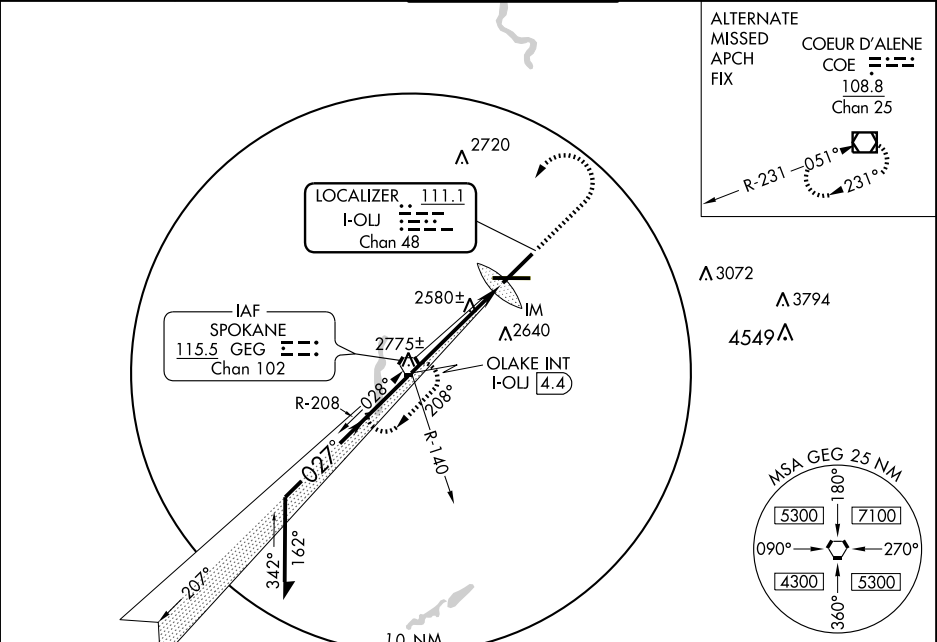 ALTERNATE
MISSED
APCH
FIX
COEUR D'ALENE
COE
108.8
Chan 25
R-231
051°
231°
2720
LOCALIZER 111.1
I-OLJ
Chan 48
3072
3794
4549
2580±
IM
2640
IAF
SPOKANE
115.5 GEG
Chan 102
2775±
OLAKE INT
I-OLJ 4.4
R-208
028°
208°
R-140
027°
342°
162°
207°
MSA GEG 25 NM
180°
5300
7100
090°
270°
4300
5300
360°
10 NM